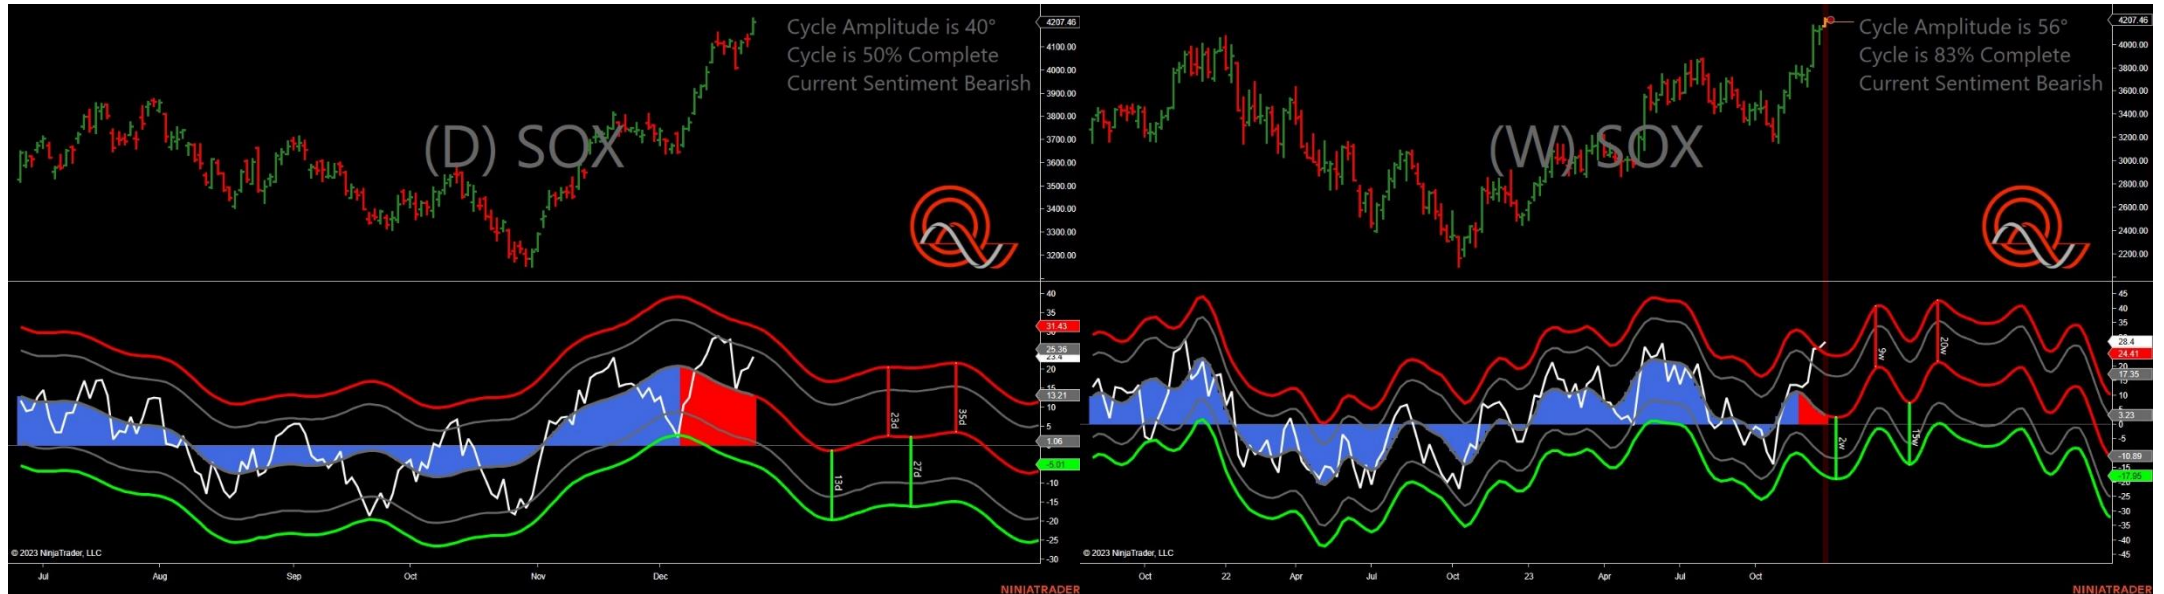 Cycle Amplitude is 40°
Cycle is 50% Complete
Current Sentiment Bearish
(D) SOX
4207.46
4100.00
4000.00
3900.00
3800.00
3700.00
3600.00
3500.00
3400.00
3300.00
3200.00
40
35
31.43
25.36
23.4
20
15
13.21
10
5
1.06
-5.01
-10
-15
-20
-25
-30
13d
23d
27d
35d
© 2023 NinjaTrader, LLC
Jul Aug Sep Oct Nov Dec
NINJATRADER
Cycle Amplitude is 56°
Cycle is 83% Complete
Current Sentiment Bearish
(W) SOX
4207.46
4000.00
3800.00
3600.00
3400.00
3200.00
3000.00
2800.00
2600.00
2400.00
2200.00
45
40
35
28.4
24.41
17.35
10
5
3.23
0
-5
-10.89
-15
-17.95
-25
-30
-35
-40
-45
2w
9w
15w
20w
© 2023 NinjaTrader, LLC
Oct 22 Apr Jul Oct 23 Apr Jul Oct
NINJATRADER